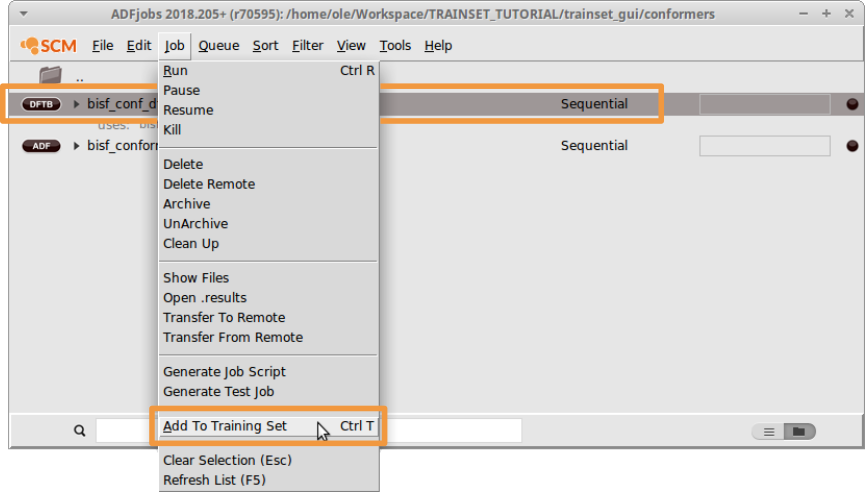 ADFjobs 2018.205+ (r70595): /home/ole/Workspace/TRAINSET_TUTORIAL/trainset_gui/conformers
SCM File Edit Job Queue Sort Filter View Tools Help
..
Run Ctrl R
Pause
DFTB bisf_conf_d Sequential
Resume
uses: bis
Kill
ADF bisf_confor Sequential
Delete
Delete Remote
Archive
UnArchive
Clean Up
Show Files
Open .results
Transfer To Remote
Transfer From Remote
Generate Job Script
Generate Test Job
Add To Training Set Ctrl T
Clear Selection (Esc)
Refresh List (F5)